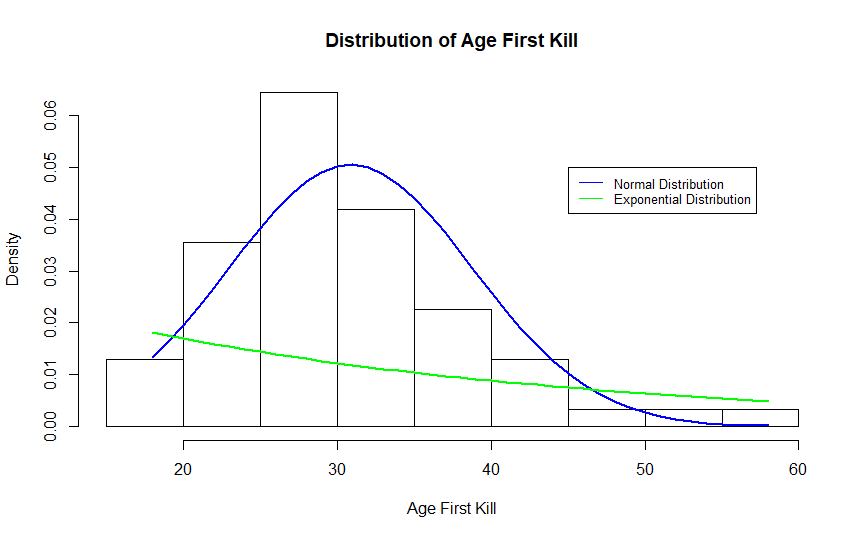 Distribution of Age First Kill
0.06
0.05
0.04
0.03
0.02
0.01
0.00
Density
Normal Distribution
Exponential Distribution
20 30 40 50 60
Age First Kill